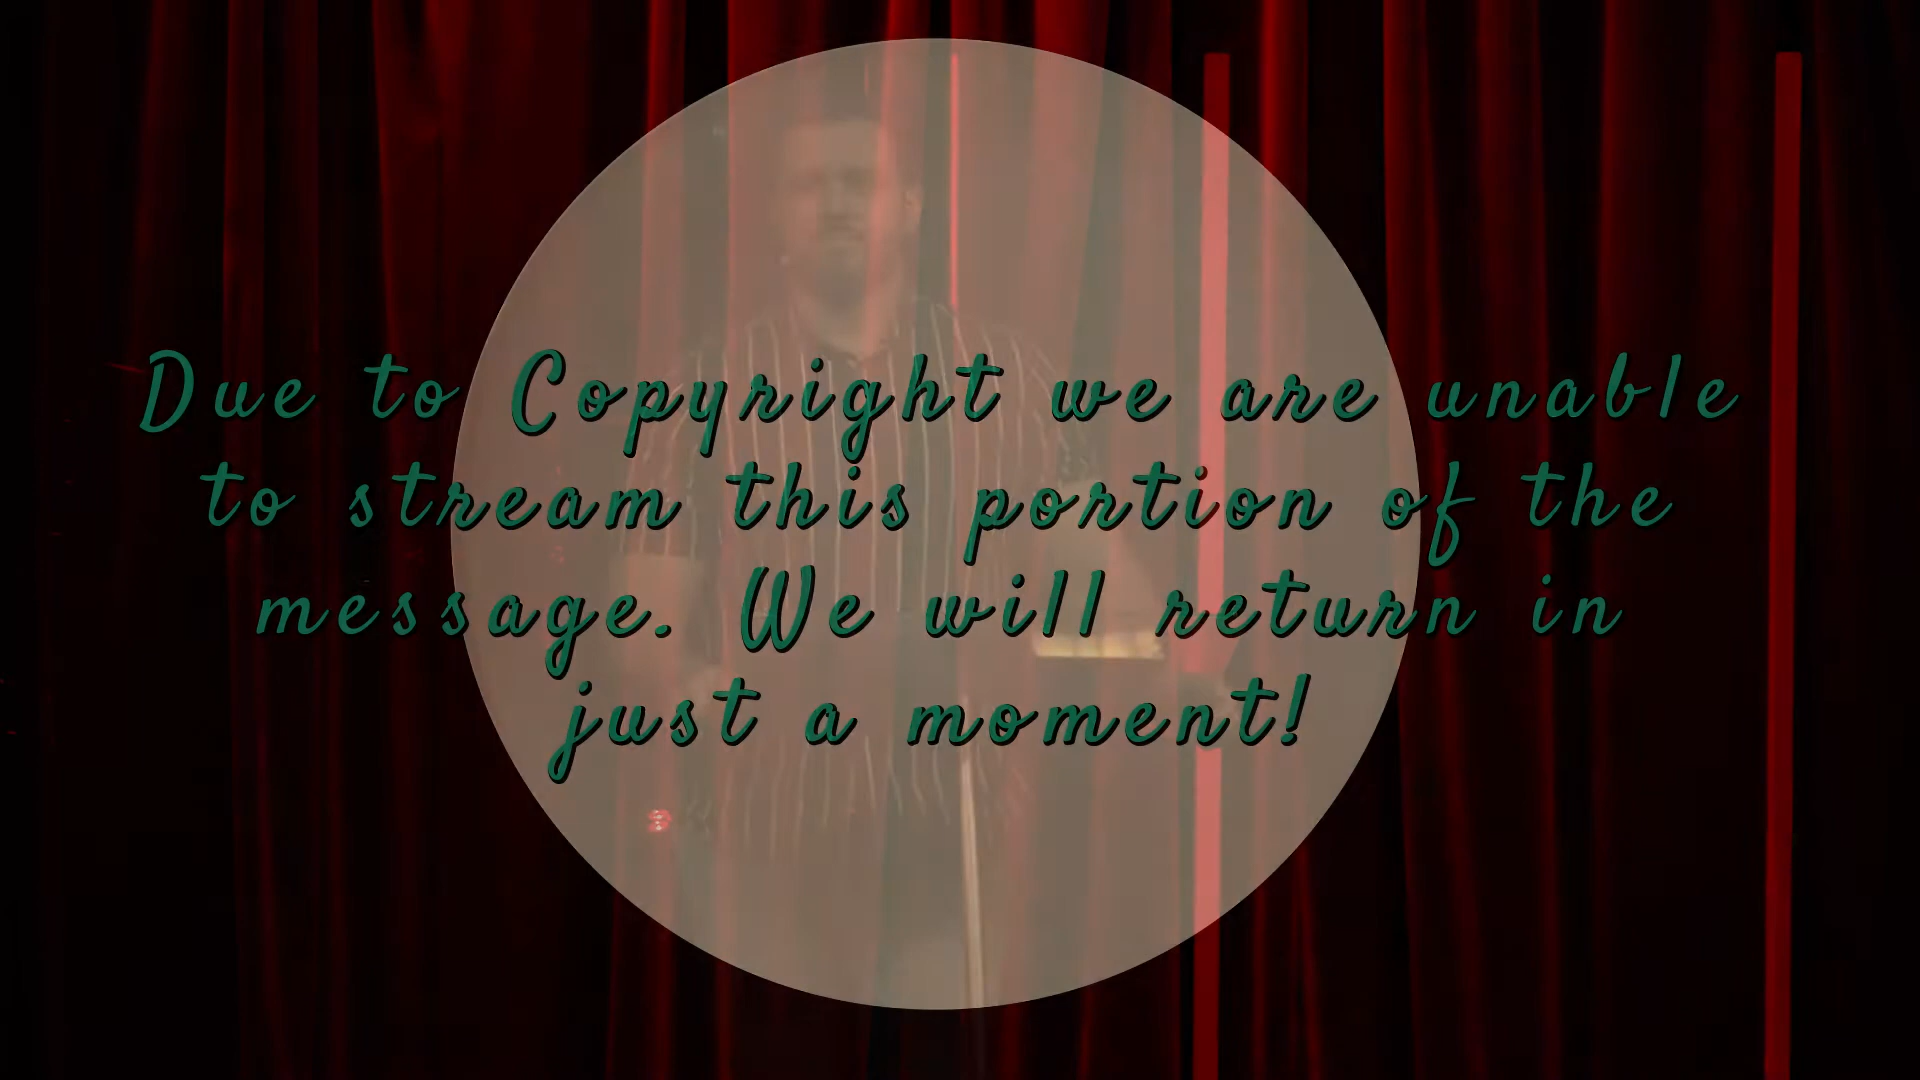 Due to Copyright we are unable
to stream this portion of the
message. We will return in
just a moment!